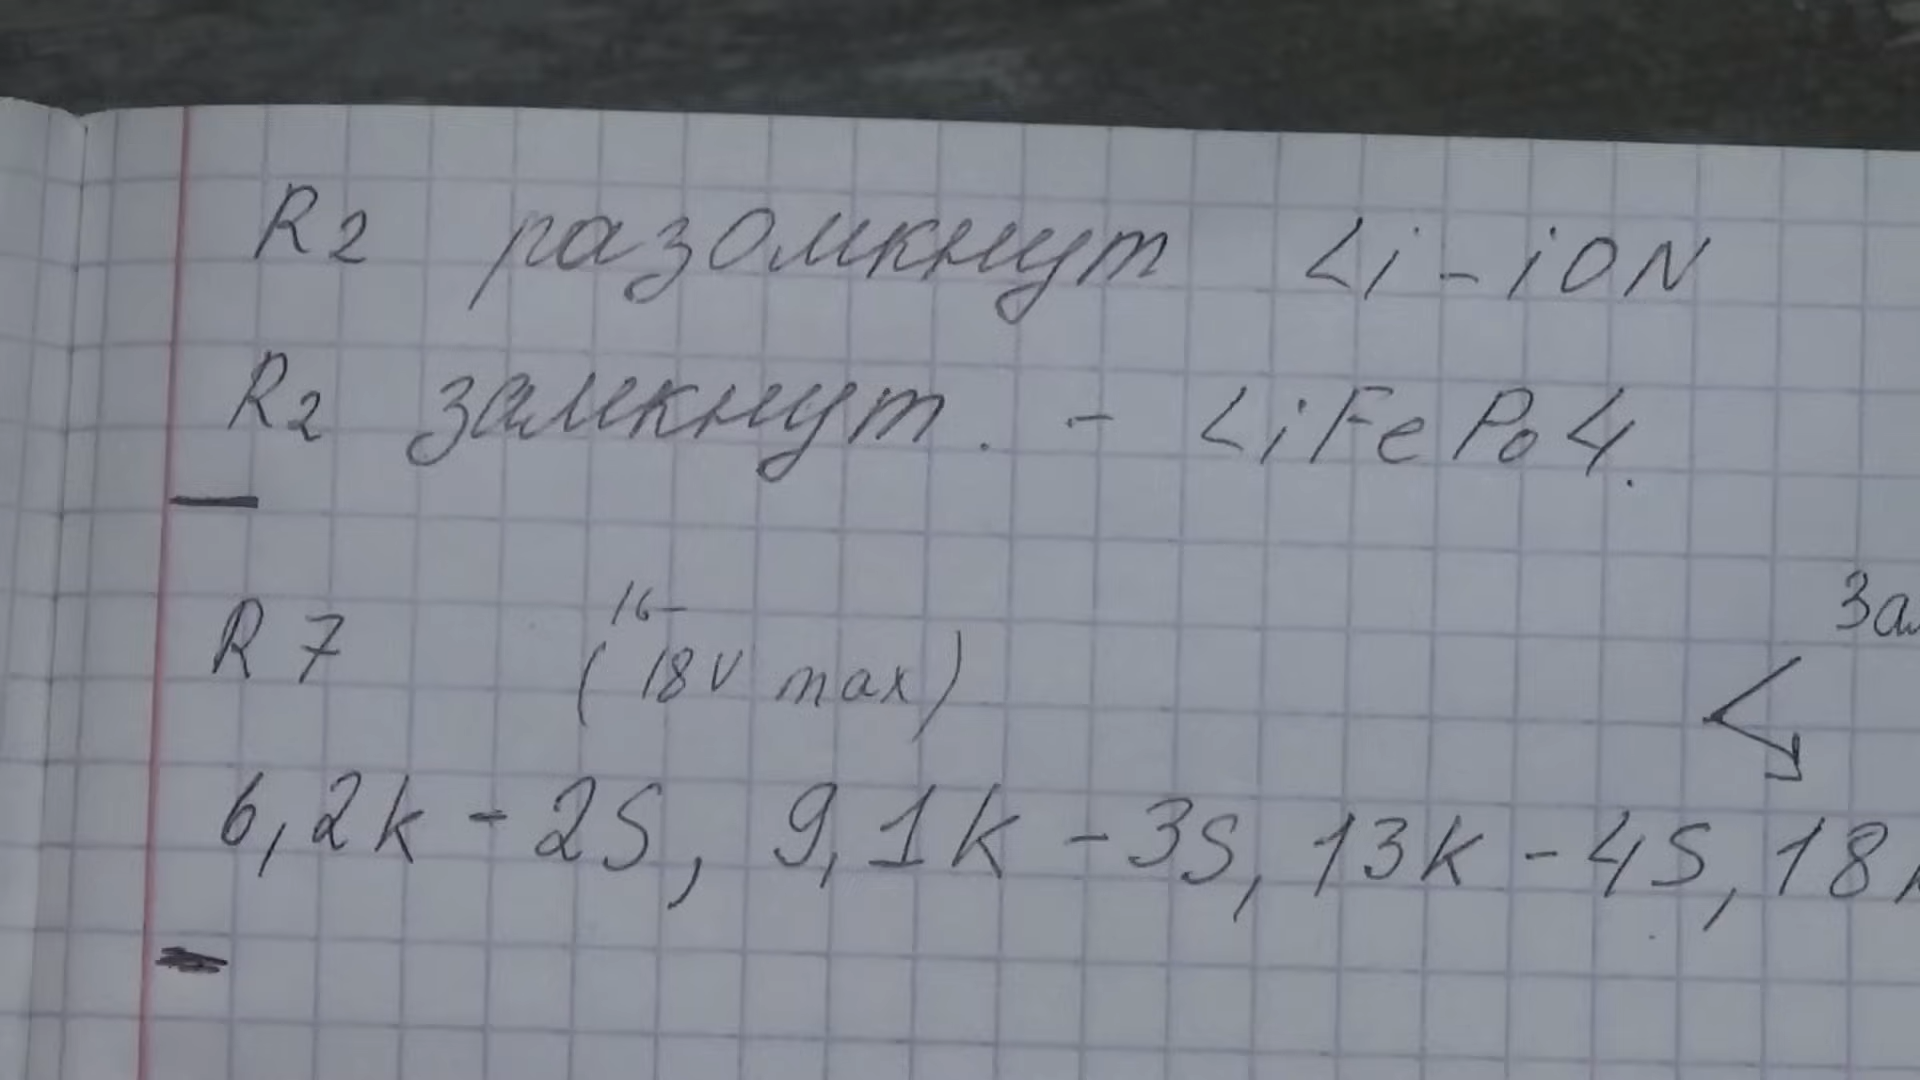 R2 разомкнут Li-iON
R2 замкнут. - LiFePo4.
16-
R7 (18V max)
6,2k - 2S, 9,1k - 3S, 13k - 4S, 18